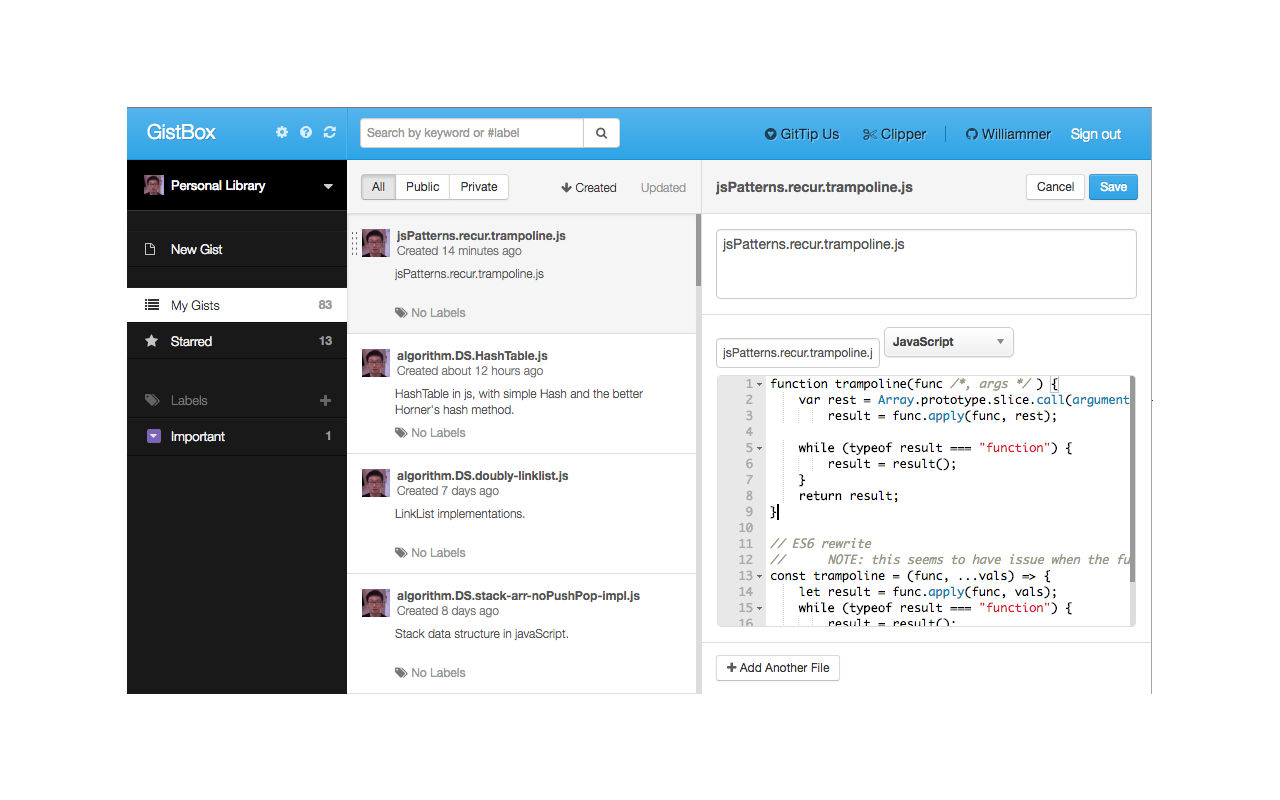 GistBox
Search by keyword or #label
GitTip Us
Clipper
Williammer
Sign out
Personal Library
New Gist
My Gists 83
Starred 13
Labels
Important 1
All
Public
Private
Created
Updated
jsPatterns.recur.trampoline.js
Created 14 minutes ago
jsPatterns.recur.trampoline.js
No Labels
algorithm.DS.HashTable.js
Created about 12 hours ago
HashTable in js, with simple Hash and the better
Horner's hash method.
No Labels
algorithm.DS.doubly-linklist.js
Created 7 days ago
LinkList implementations.
No Labels
algorithm.DS.stack-arr-noPushPop-impl.js
Created 8 days ago
Stack data structure in javaScript.
No Labels
jsPatterns.recur.trampoline.js
Cancel
Save
jsPatterns.recur.trampoline.js
jsPatterns.recur.trampoline.j
JavaScript
1 function trampoline(func /*, args */ ) {
2 var rest = Array.prototype.slice.call(argument
3 result = func.apply(func, rest);
4
5 while (typeof result === "function") {
6 result = result();
7 }
8 return result;
9 }
10
11 // ES6 rewrite
12 // NOTE: this seems to have issue when the fu
13 const trampoline = (func, ...vals) => {
14 let result = func.apply(func, vals);
15 while (typeof result === "function") {
16 result = result();
+ Add Another File